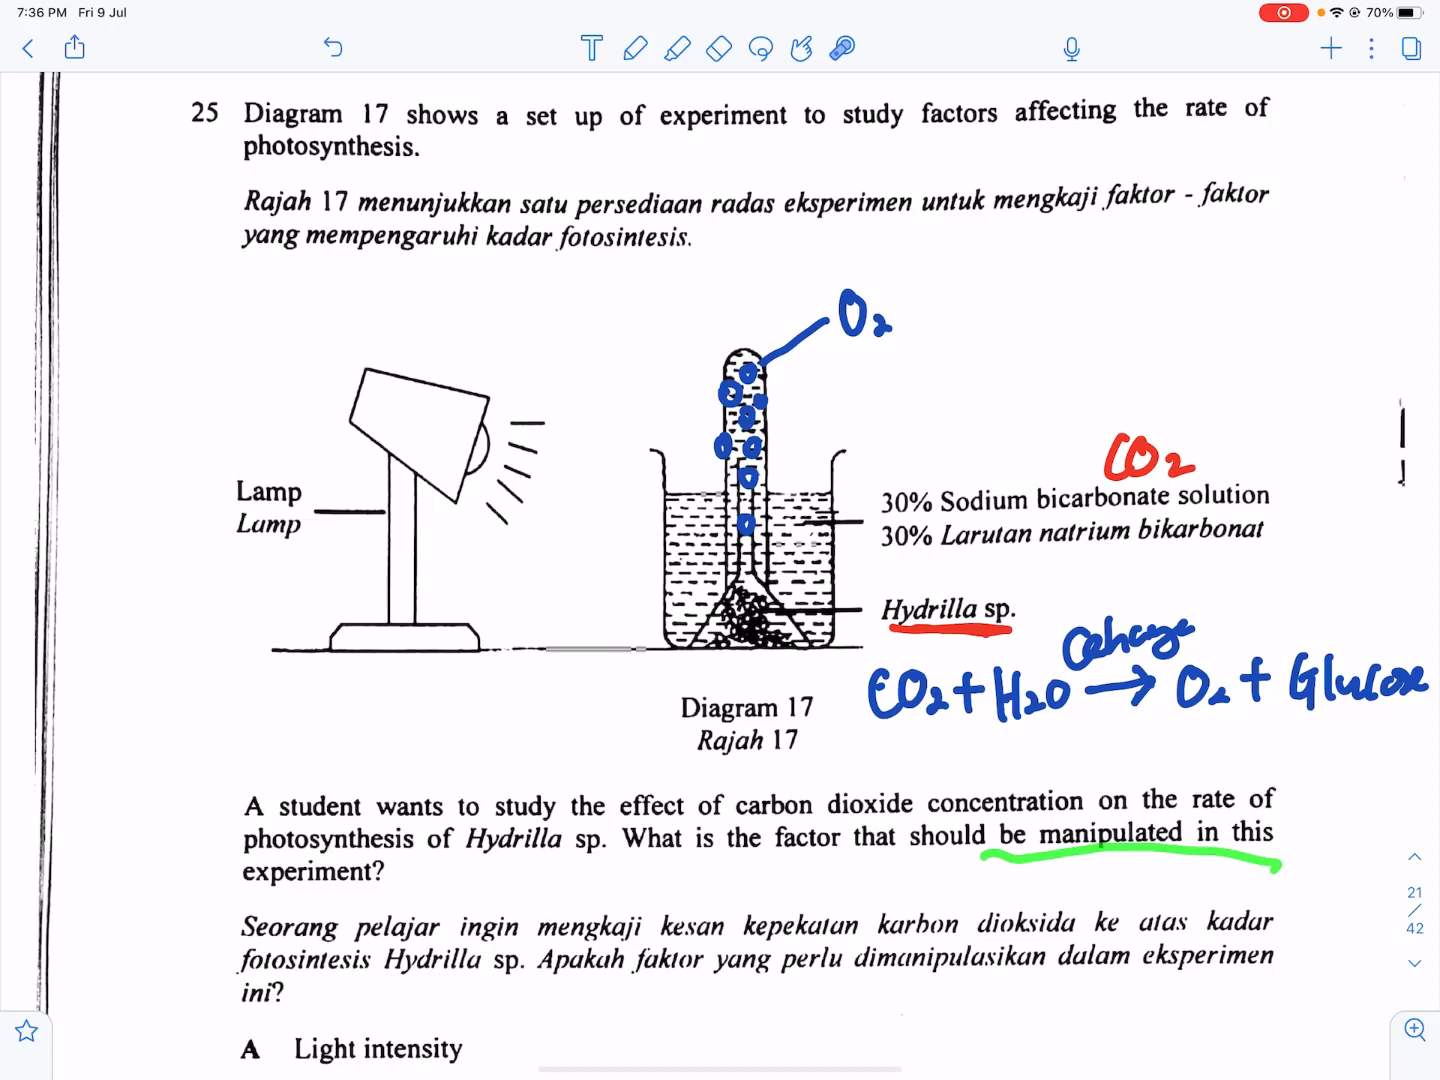 7:36 PM Fri 9 Jul
70%
25 Diagram 17 shows a set up of experiment to study factors affecting the rate of
photosynthesis.
Rajah 17 menunjukkan satu persediaan radas eksperimen untuk mengkaji faktor - faktor
yang mempengaruhi kadar fotosintesis.
O2
CO2
Lamp
Lamp
30% Sodium bicarbonate solution
30% Larutan natrium bikarbonat
Hydrilla sp.
Cahaya
CO2 + H2O → O2 + Glucose
Diagram 17
Rajah 17
A student wants to study the effect of carbon dioxide concentration on the rate of
photosynthesis of Hydrilla sp. What is the factor that should be manipulated in this
experiment?
Seorang pelajar ingin mengkaji kesan kepekatan karbon dioksida ke atas kadar
fotosintesis Hydrilla sp. Apakah faktor yang perlu dimanipulasikan dalam eksperimen
ini?
A Light intensity
21
/
42